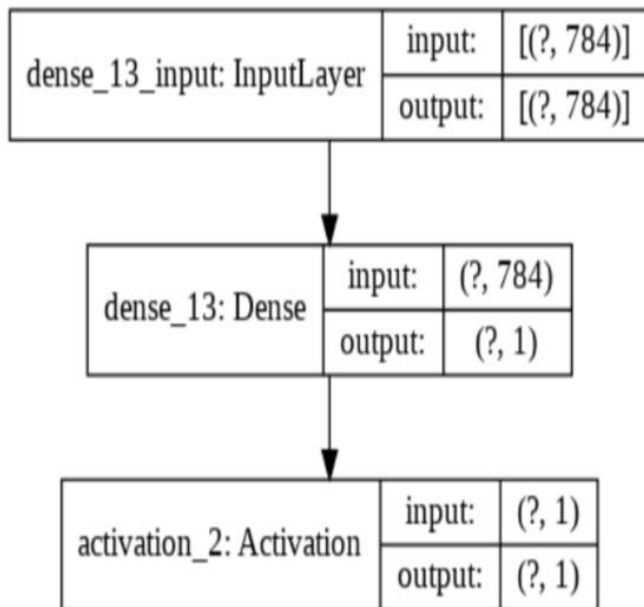 dense_13_input: InputLayer
input: [(?, 784)]
output: [(?, 784)]
dense_13: Dense
input: (?, 784)
output: (?, 1)
activation_2: Activation
input: (?, 1)
output: (?, 1)